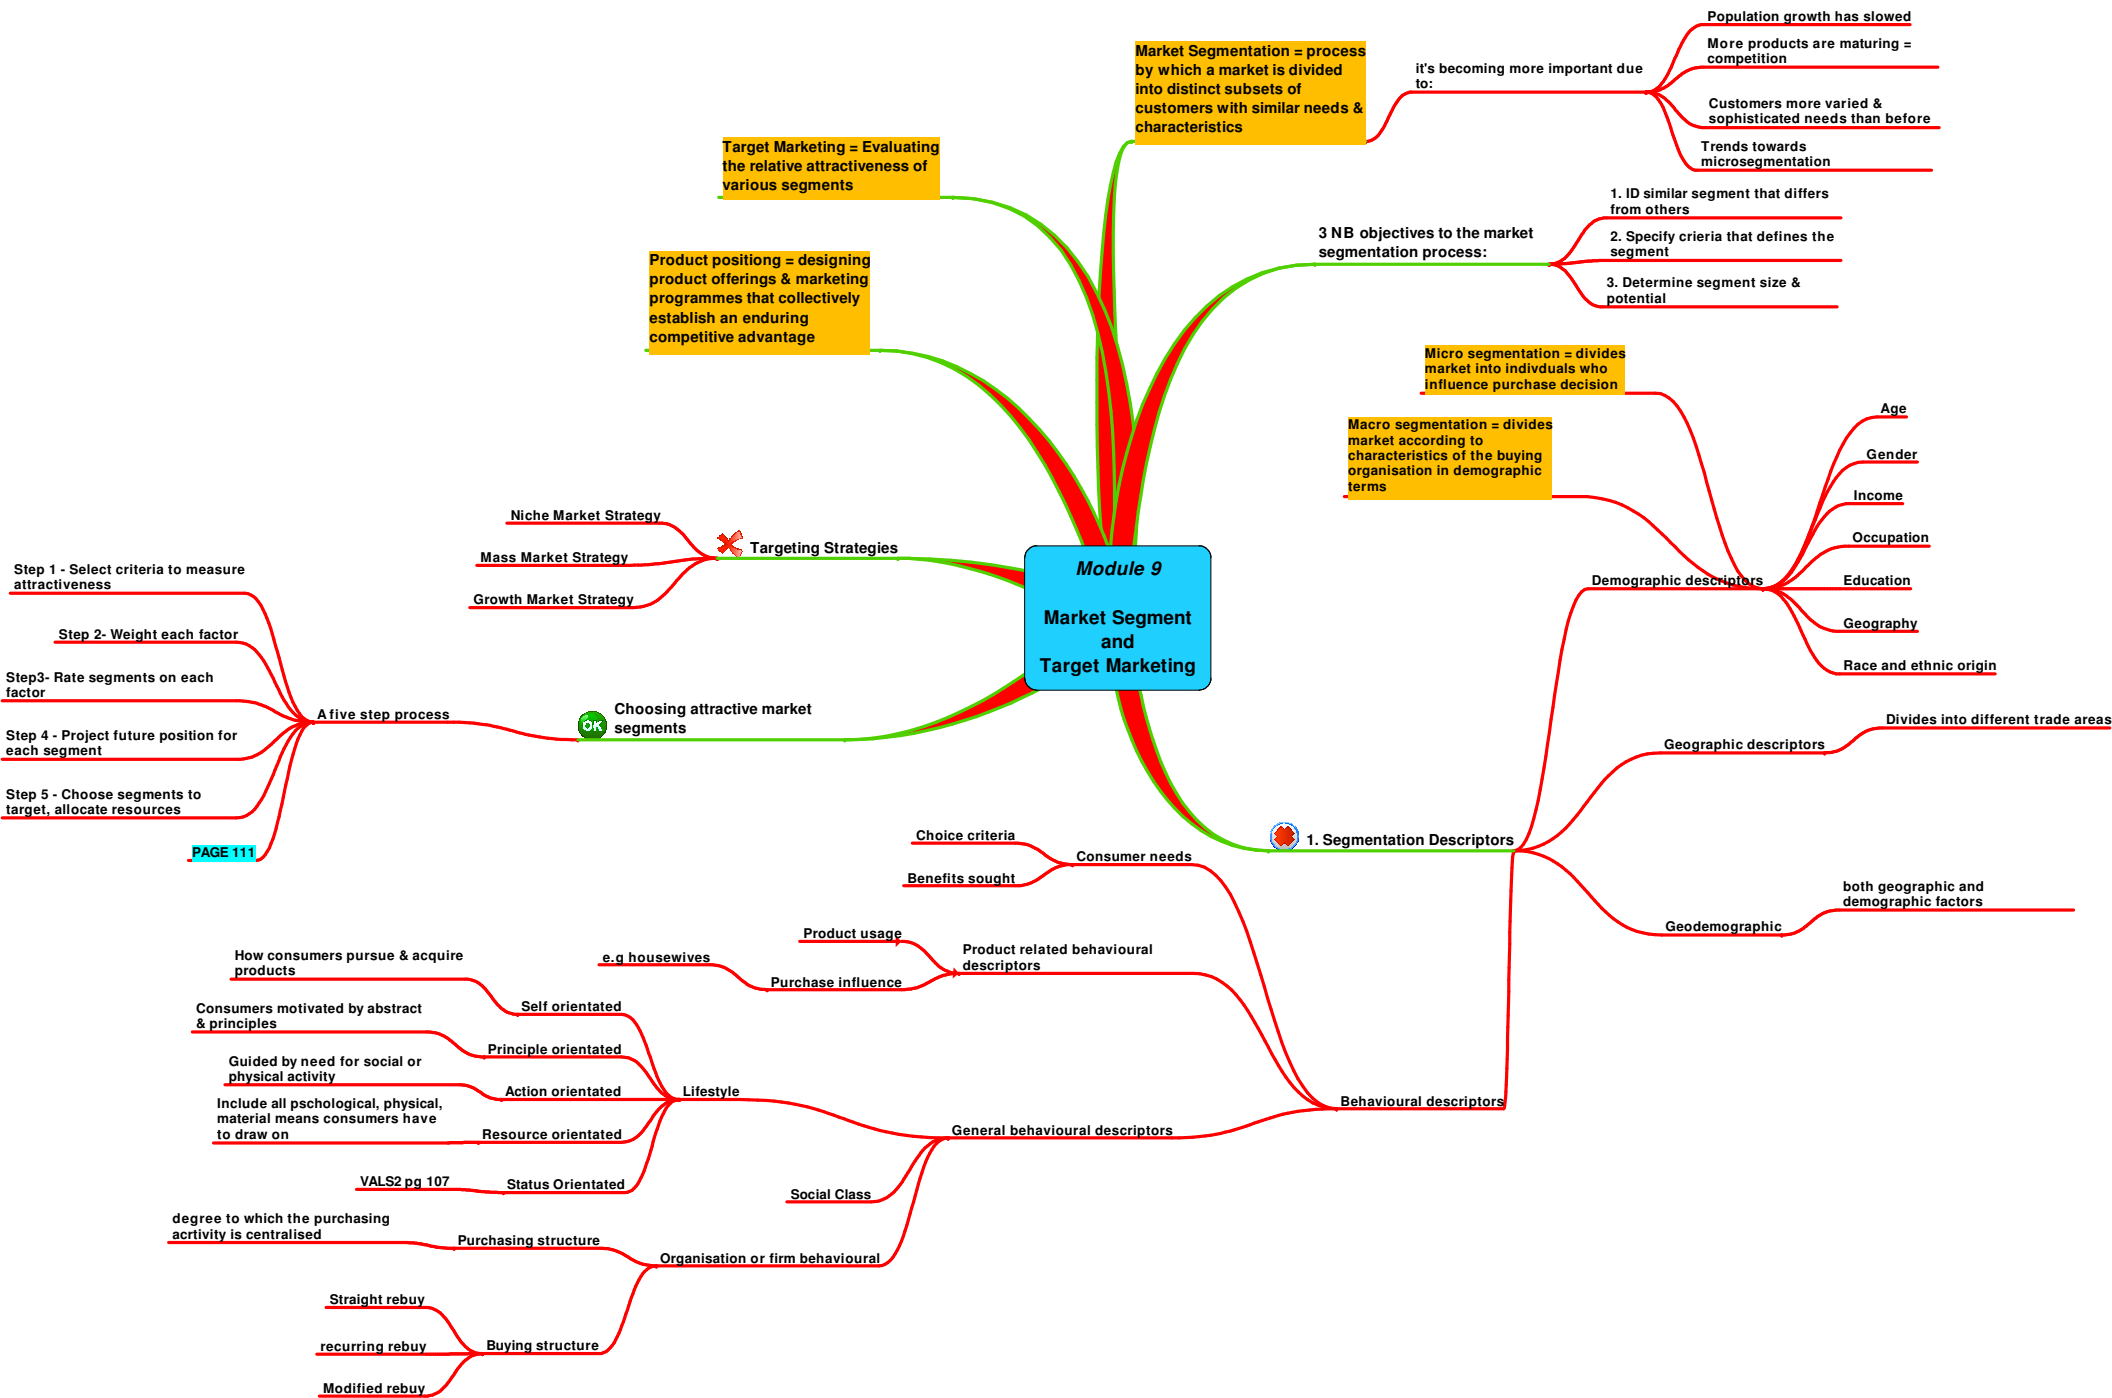 Module 9
Market Segment
and
Target Marketing
Market Segmentation = process
by which a market is divided
into distinct subsets of
customers with similar needs &
characteristics
it's becoming more important due
to:
Population growth has slowed
More products are maturing =
competition
Customers more varied &
sophisticated needs than before
Trends towards
microsegmentation
3 NB objectives to the market
segmentation process:
1. ID similar segment that differs
from others
2. Specify crieria that defines the
segment
3. Determine segment size &
potential
1. Segmentation Descriptors
Demographic descriptors
Micro segmentation = divides
market into indivduals who
influence purchase decision
Macro segmentation = divides
market according to
characteristics of the buying
organisation in demographic
terms
Age
Gender
Income
Occupation
Education
Geography
Race and ethnic origin
Geographic descriptors
Divides into different trade areas
Geodemographic
both geographic and
demographic factors
Behavioural descriptors
Consumer needs
Choice criteria
Benefits sought
Product related behavioural
descriptors
Product usage
Purchase influence
e.g housewives
General behavioural descriptors
Lifestyle
Self orientated
How consumers pursue & acquire
products
Principle orientated
Consumers motivated by abstract
& principles
Action orientated
Guided by need for social or
physical activity
Resource orientated
Include all pschological, physical,
material means consumers have
to draw on
Status Orientated
VALS2 pg 107
Social Class
Organisation or firm behavioural
Purchasing structure
degree to which the purchasing
acrtivity is centralised
Buying structure
Straight rebuy
recurring rebuy
Modified rebuy
Choosing attractive market
segments
OK
A five step process
Step 1 - Select criteria to measure
attractiveness
Step 2- Weight each factor
Step3- Rate segments on each
factor
Step 4 - Project future position for
each segment
Step 5 - Choose segments to
target, allocate resources
PAGE 111
Targeting Strategies
Niche Market Strategy
Mass Market Strategy
Growth Market Strategy
Product positiong = designing
product offerings & marketing
programmes that collectively
establish an enduring
competitive advantage
Target Marketing = Evaluating
the relative attractiveness of
various segments